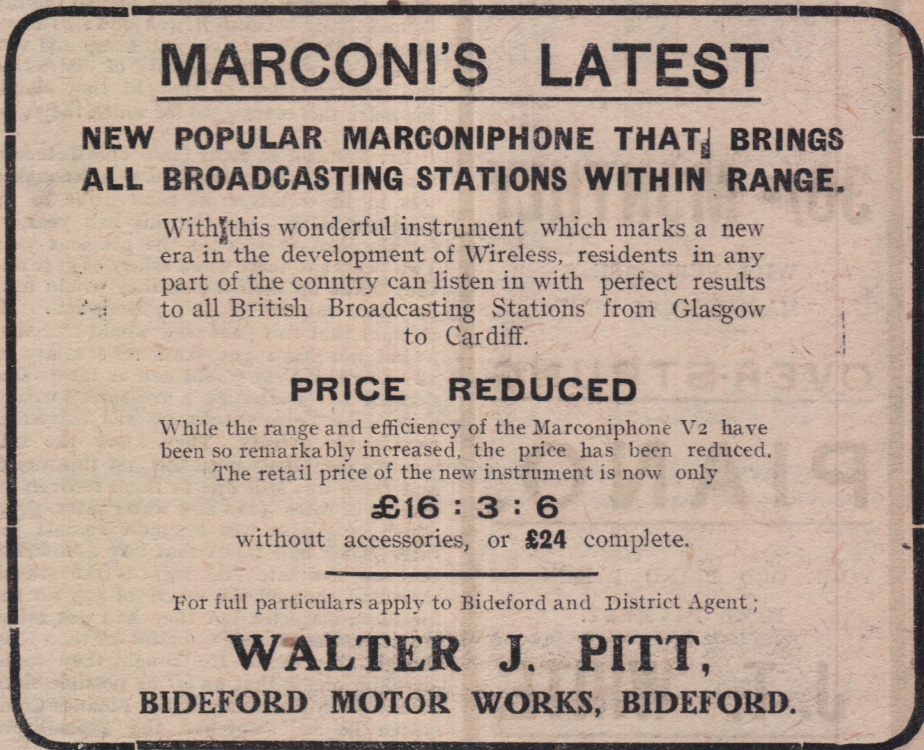 MARCONI'S LATEST
NEW POPULAR MARCONIPHONE THAT BRINGS
ALL BROADCASTING STATIONS WITHIN RANGE.
With this wonderful instrument which marks a new
era in the development of Wireless, residents in any
part of the conntry can listen in with perfect results
to all British Broadcasting Stations from Glasgow
to Cardiff.
PRICE REDUCED
While the range and efficiency of the Marconiphone V2 have
been so remarkably increased, the price has been reduced.
The retail price of the new instrument is now only
£16 : 3 : 6
without accessories, or £24 complete.
For full particulars apply to Bideford and District Agent ;
WALTER J. PITT,
BIDEFORD MOTOR WORKS, BIDEFORD.